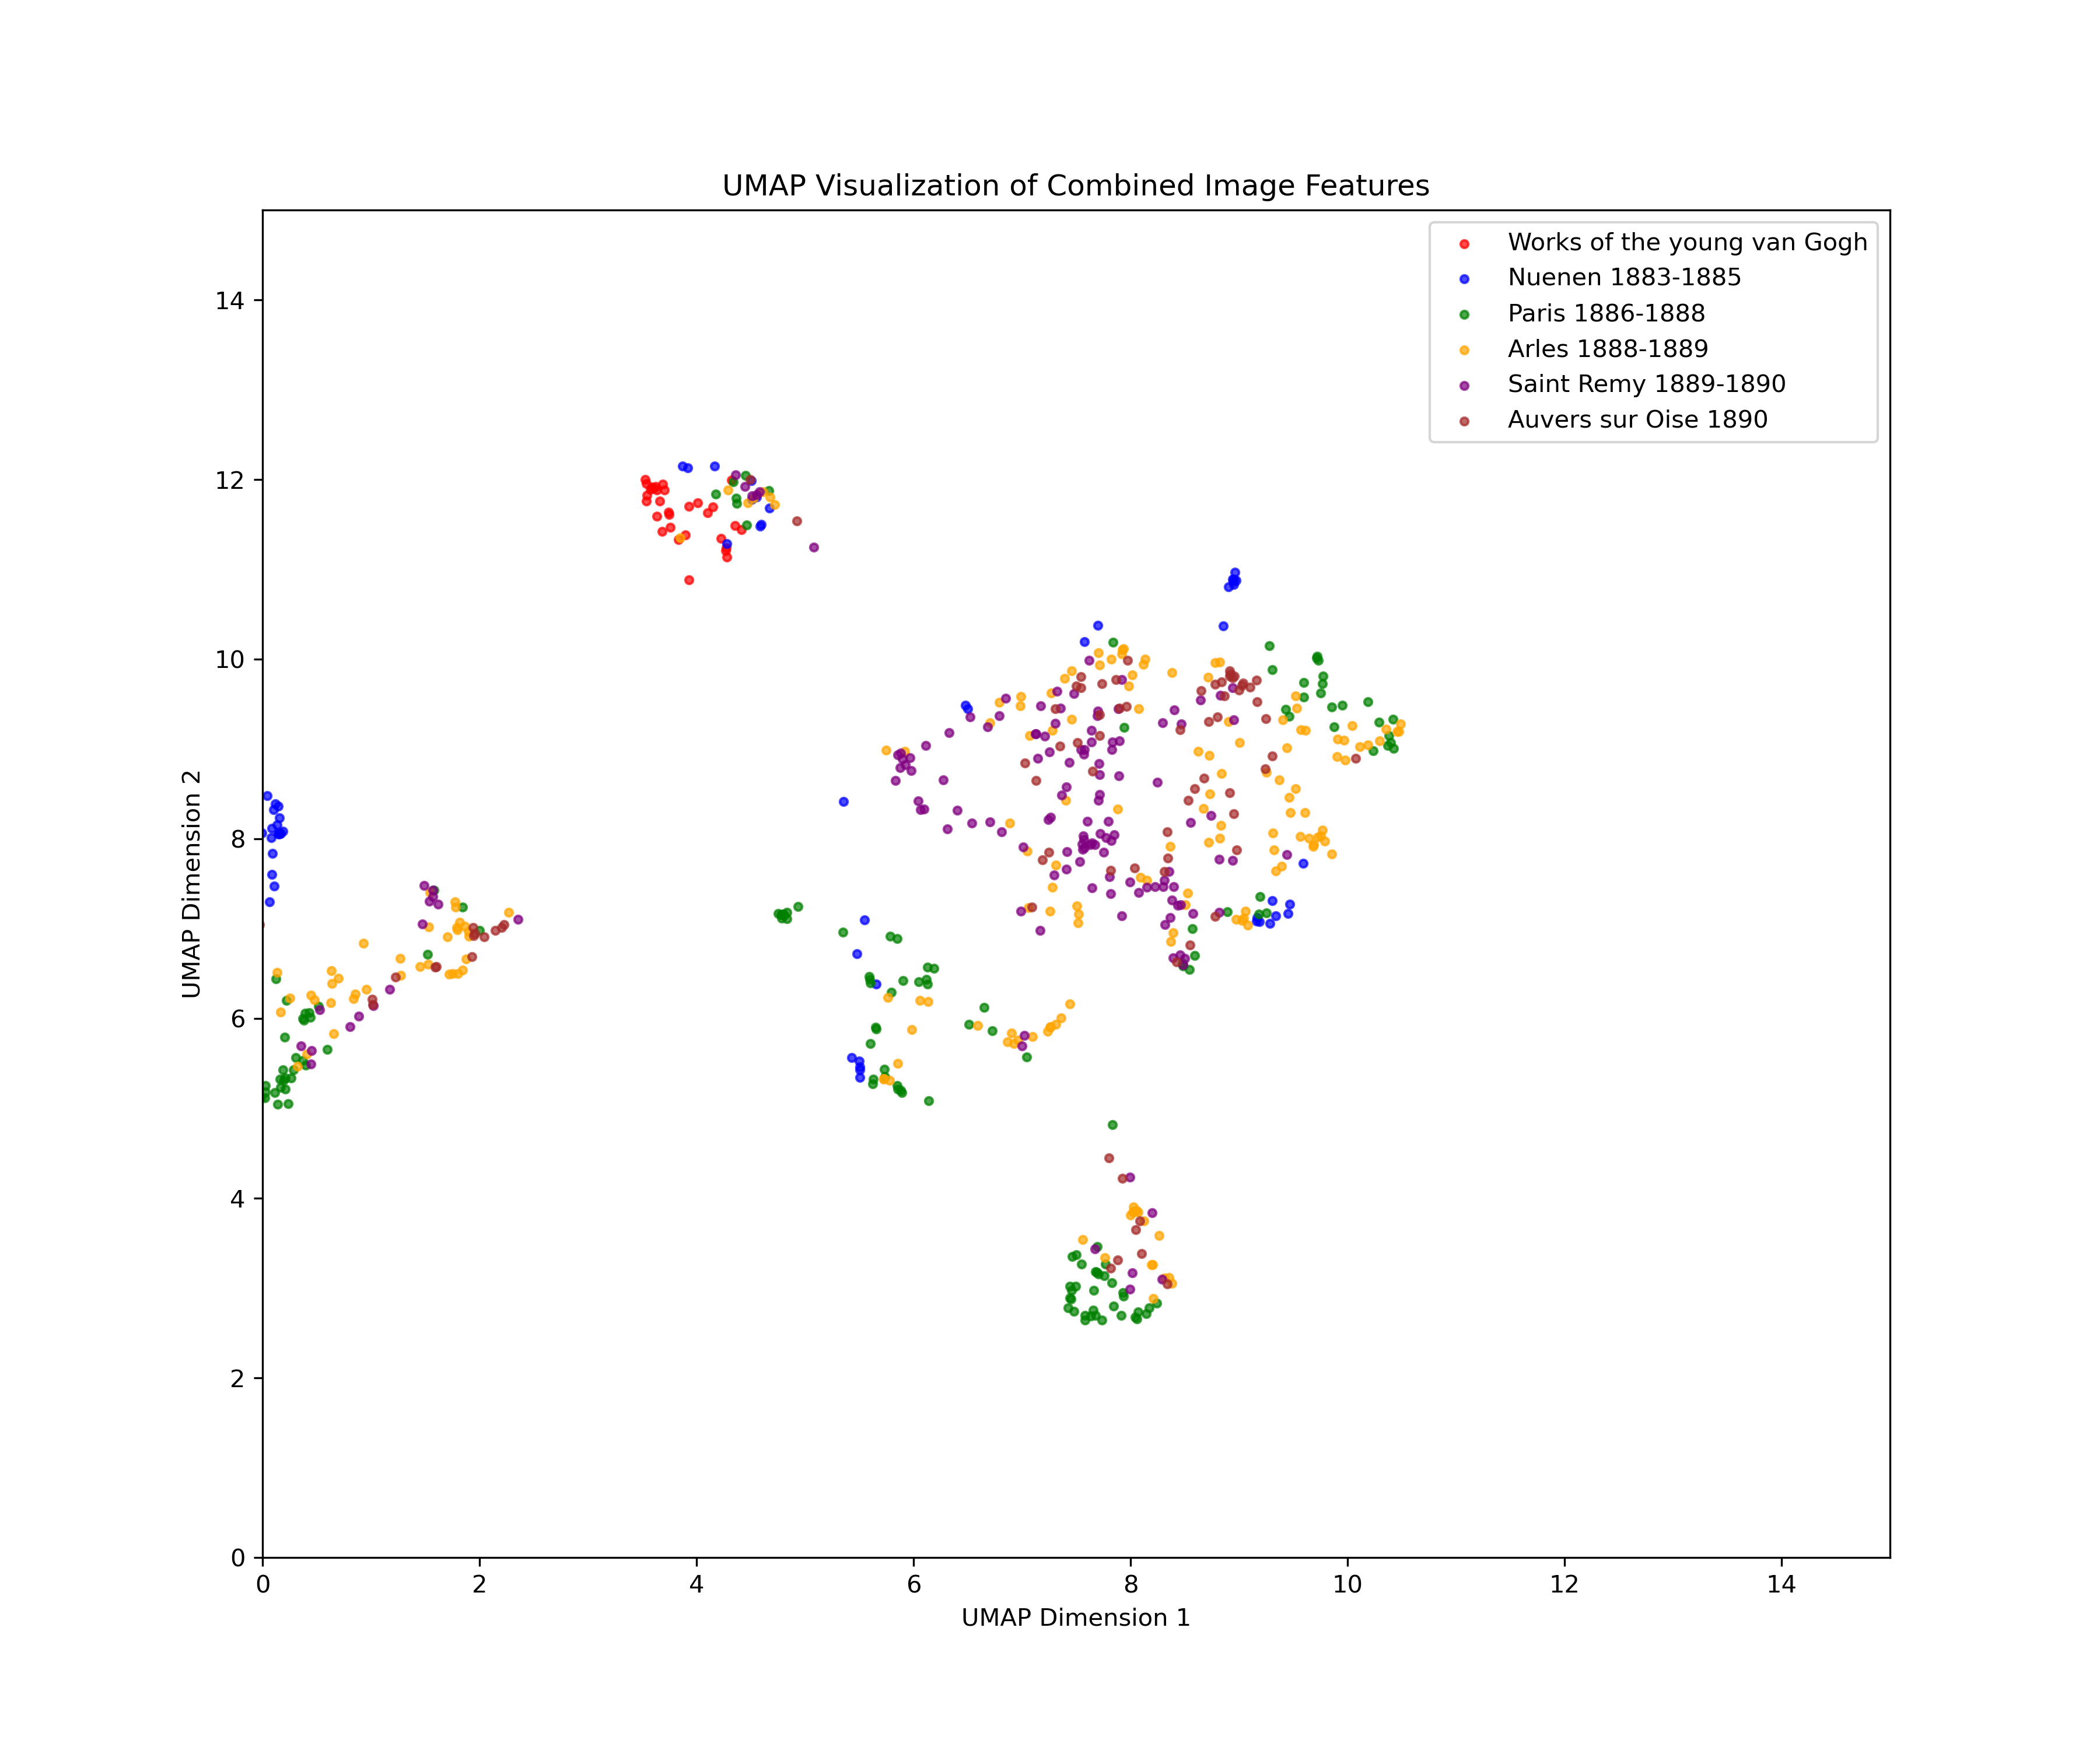 UMAP Visualization of Combined Image Features
Works of the young van Gogh
Nuenen 1883-1885
Paris 1886-1888
Arles 1888-1889
Saint Remy 1889-1890
Auvers sur Oise 1890
14
12
10
8
6
4
2
0
UMAP Dimension 2
0 2 4 6 8 10 12 14
UMAP Dimension 1